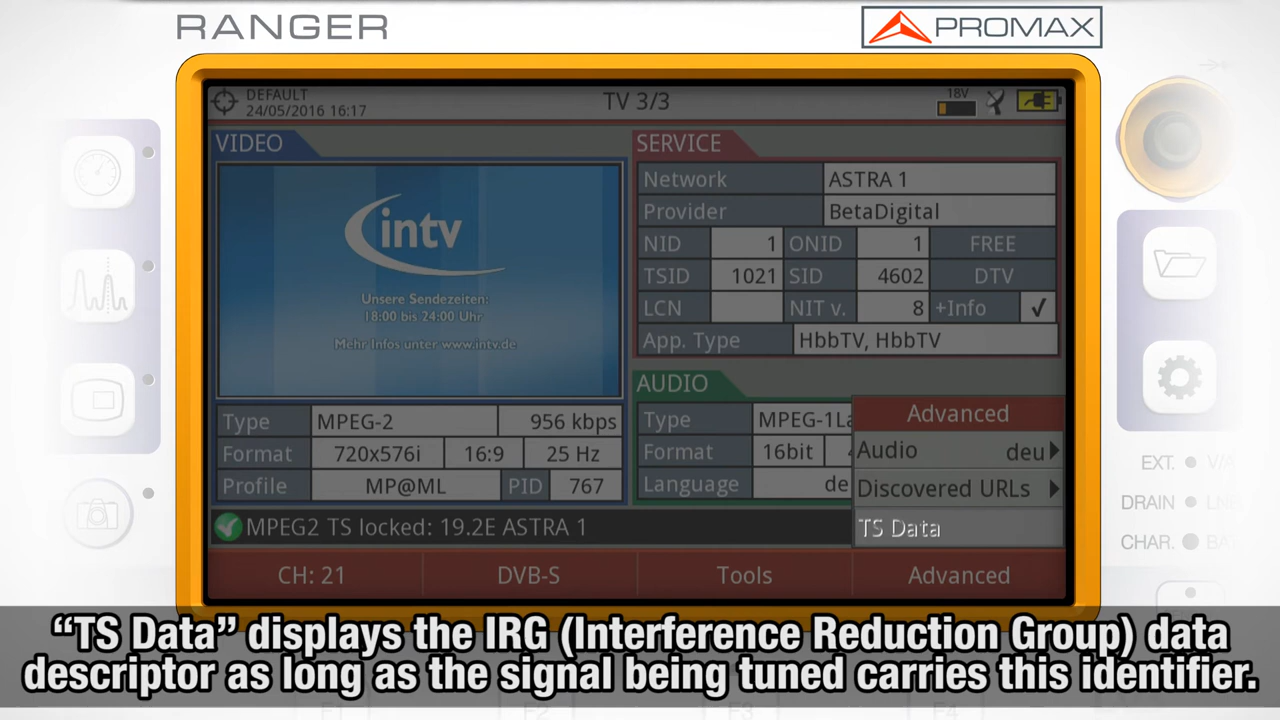 RANGER
PROMAX
DEFAULT
24/05/2016 16:17
TV 3/3
18V
VIDEO
intv
Unsere Sendezeiten:
18:00 bis 24:00 Uhr
Mehr Infos unter www.intv.de
Type MPEG-2 956 kbps
Format 720x576i 16:9 25 Hz
Profile MP@ML PID 767
SERVICE
Network ASTRA 1
Provider BetaDigital
NID 1 ONID 1 FREE
TSID 1021 SID 4602 DTV
LCN NIT v. 8 +Info ✓
App. Type HbbTV, HbbTV
AUDIO
Type MPEG-1La
Format 16bit
Language de
Advanced
Audio deu
Discovered URLs
TS Data
MPEG2 TS locked: 19.2E ASTRA 1
CH: 21 DVB-S Tools Advanced
EXT.
DRAIN
CHAR.
“TS Data” displays the IRG (Interference Reduction Group) data
descriptor as long as the signal being tuned carries this identifier.